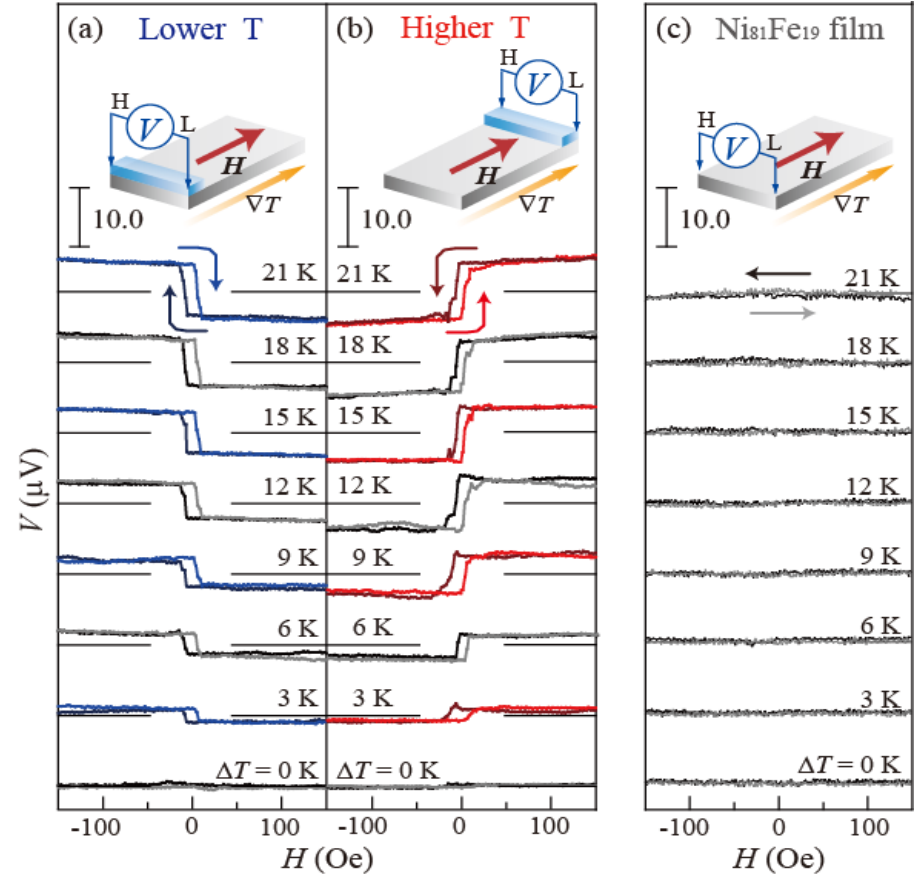 (a) Lower T
(b) Higher T
(c) Ni₈₁Fe₁₉ film
H
V
L
H
∇T
10.0
H
V
L
H
∇T
H
V
L
H
∇T
10.0
21 K
21 K
21 K
18 K
18 K
18 K
15 K
15 K
15 K
12 K
12 K
12 K
9 K
9 K
9 K
6 K
6 K
6 K
3 K
3 K
3 K
ΔT = 0 K
ΔT = 0 K
ΔT = 0 K
V (μV)
-100 0 100
-100 0 100
-100 0 100
H (Oe)
H (Oe)